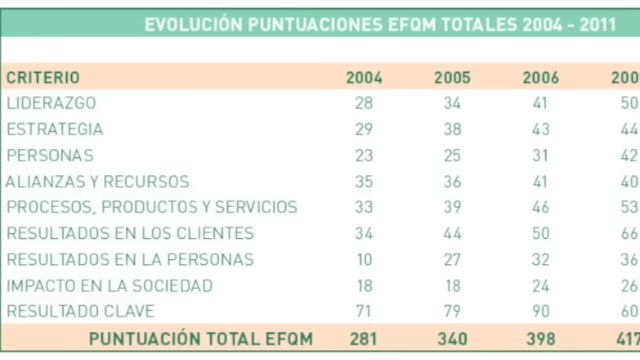 EVOLUCIÓN PUNTUACIONES EFQM TOTALES 2004 - 2011
CRITERIO 2004 2005 2006 200
LIDERAZGO 28 34 41 50
ESTRATEGIA 29 38 43 44
PERSONAS 23 25 31 42
ALIANZAS Y RECURSOS 35 36 41 40
PROCESOS, PRODUCTOS Y SERVICIOS 33 39 46 53
RESULTADOS EN LOS CLIENTES 34 44 50 66
RESULTADOS EN LA PERSONAS 10 27 32 36
IMPACTO EN LA SOCIEDAD 18 18 24 26
RESULTADO CLAVE 71 79 90 60
PUNTUACIÓN TOTAL EFQM 281 340 398 417